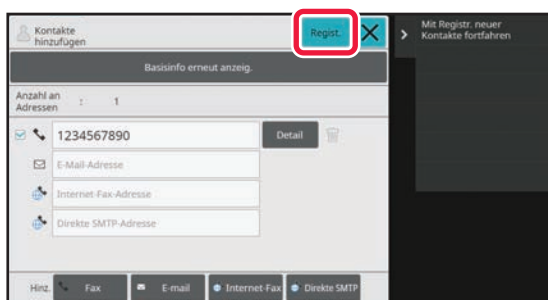 Kontakte
hinzufügen
Regist.
Mit Registr. neuer
Kontakte fortfahren
Basisinfo erneut anzeig.
Anzahl an
Adressen : 1
1234567890 Detail
E-Mail-Adresse
Internet-Fax-Adresse
Direkte SMTP-Adresse
Hinz. Fax E-mail Internet-Fax Direkte SMTP